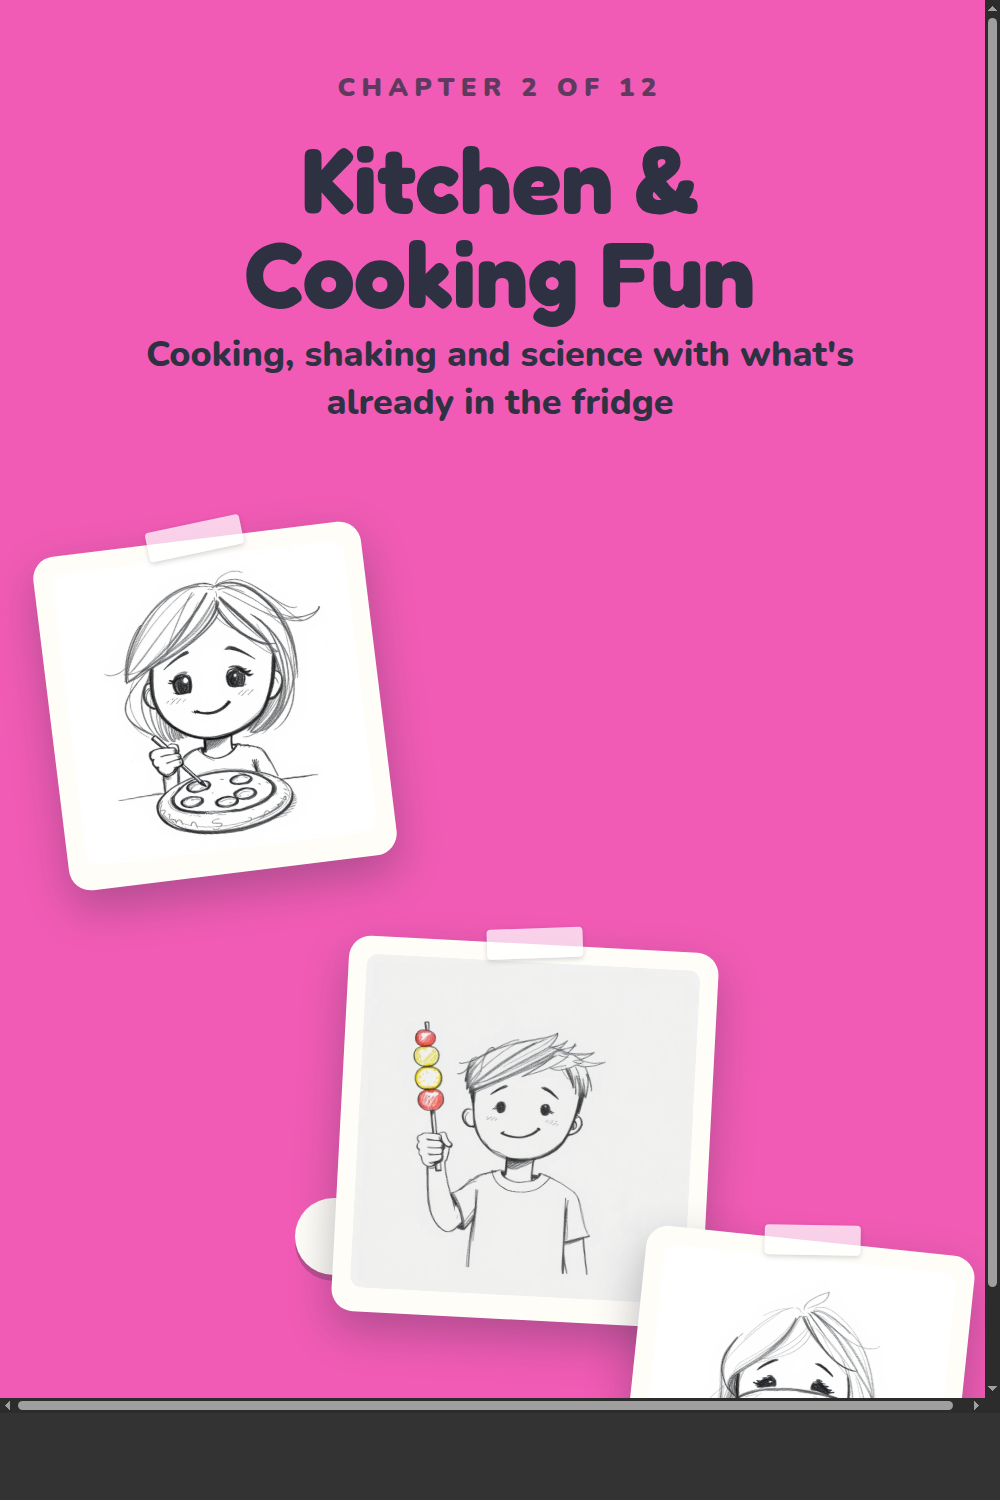 CHAPTER 2 OF 12
Kitchen &
Cooking Fun
Cooking, shaking and science with what's
already in the fridge